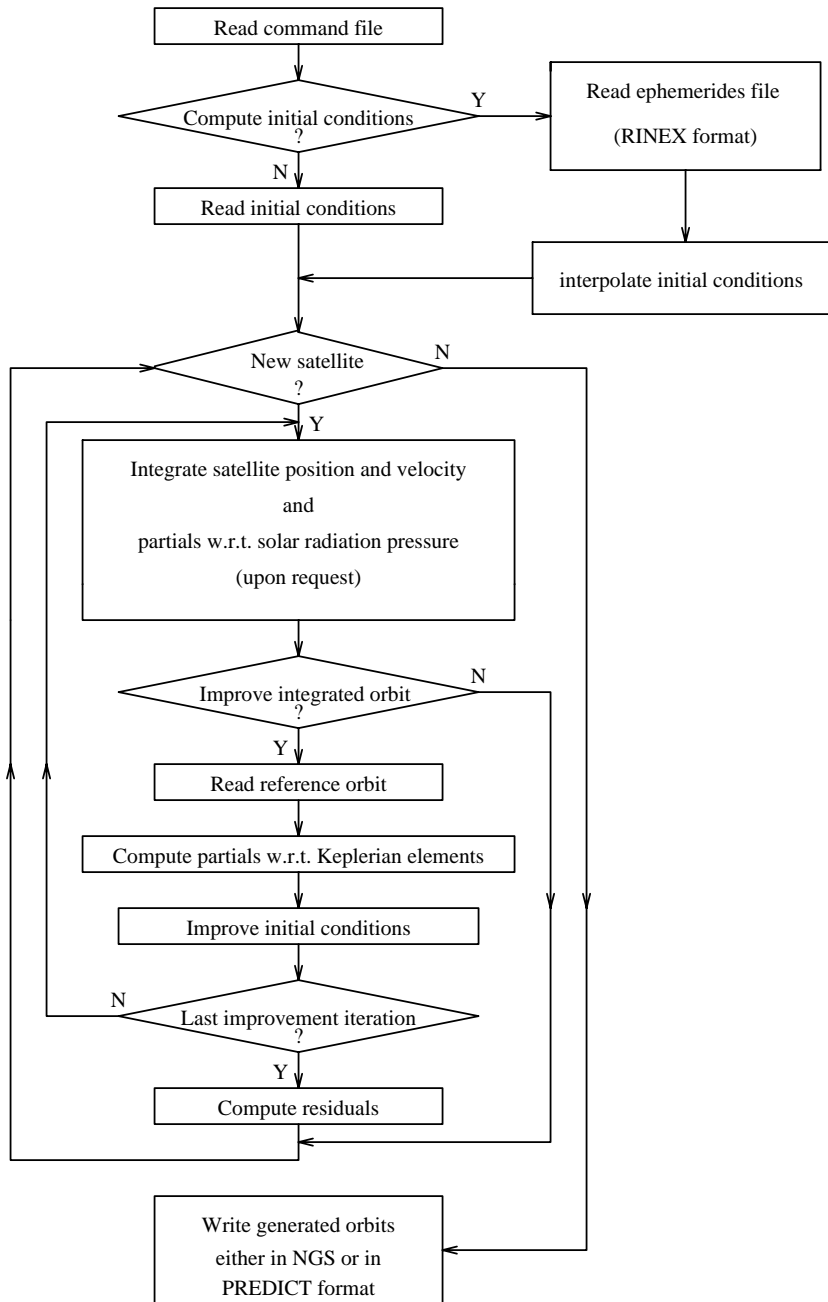 Read command file
Compute initial conditions
?
Y
Read ephemerides file
(RINEX format)
N
Read initial conditions
interpolate initial conditions
New satellite
?
N
Y
Integrate satellite position and velocity
and
partials w.r.t. solar radiation pressure
(upon request)
Improve integrated orbit
?
N
Y
Read reference orbit
Compute partials w.r.t. Keplerian elements
Improve initial conditions
N
Last improvement iteration
?
Y
Compute residuals
Write generated orbits
either in NGS or in
PREDICT format